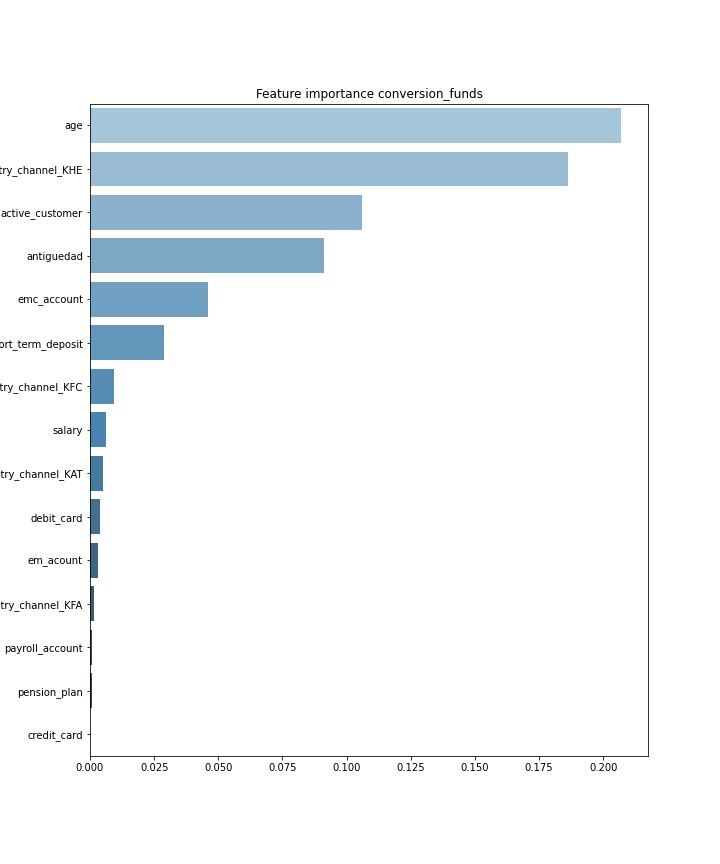 Feature importance conversion_funds
age
try_channel_KHE
active_customer
antiguedad
emc_account
ort_term_deposit
try_channel_KFC
salary
try_channel_KAT
debit_card
em_acount
try_channel_KFA
payroll_account
pension_plan
credit_card
0.000 0.025 0.050 0.075 0.100 0.125 0.150 0.175 0.200